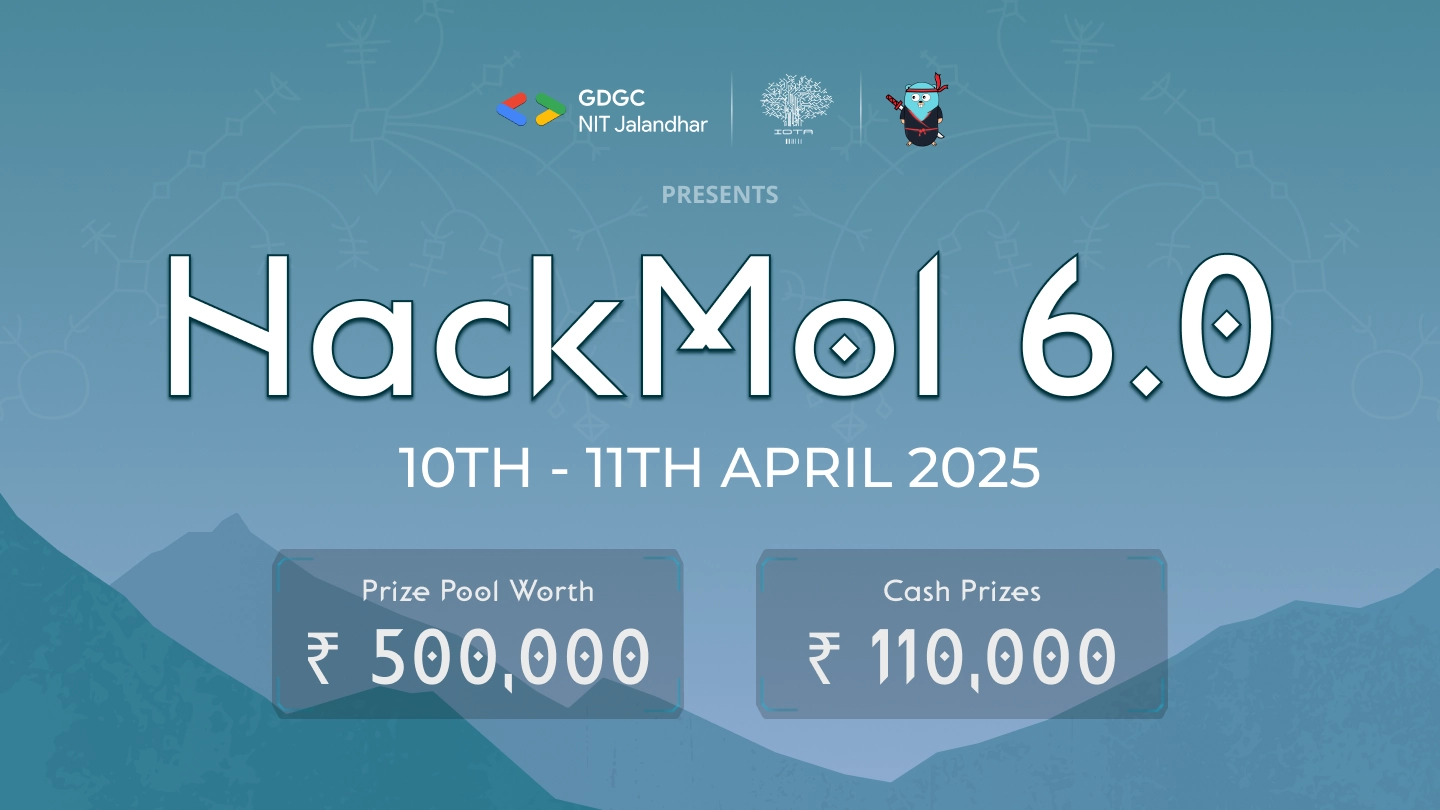 GDGC
NIT Jalandhar
IOTA
PRESENTS
HackMol 6.0
10TH - 11TH APRIL 2025
Prize Pool Worth
₹ 500,000
Cash Prizes
₹ 110,000